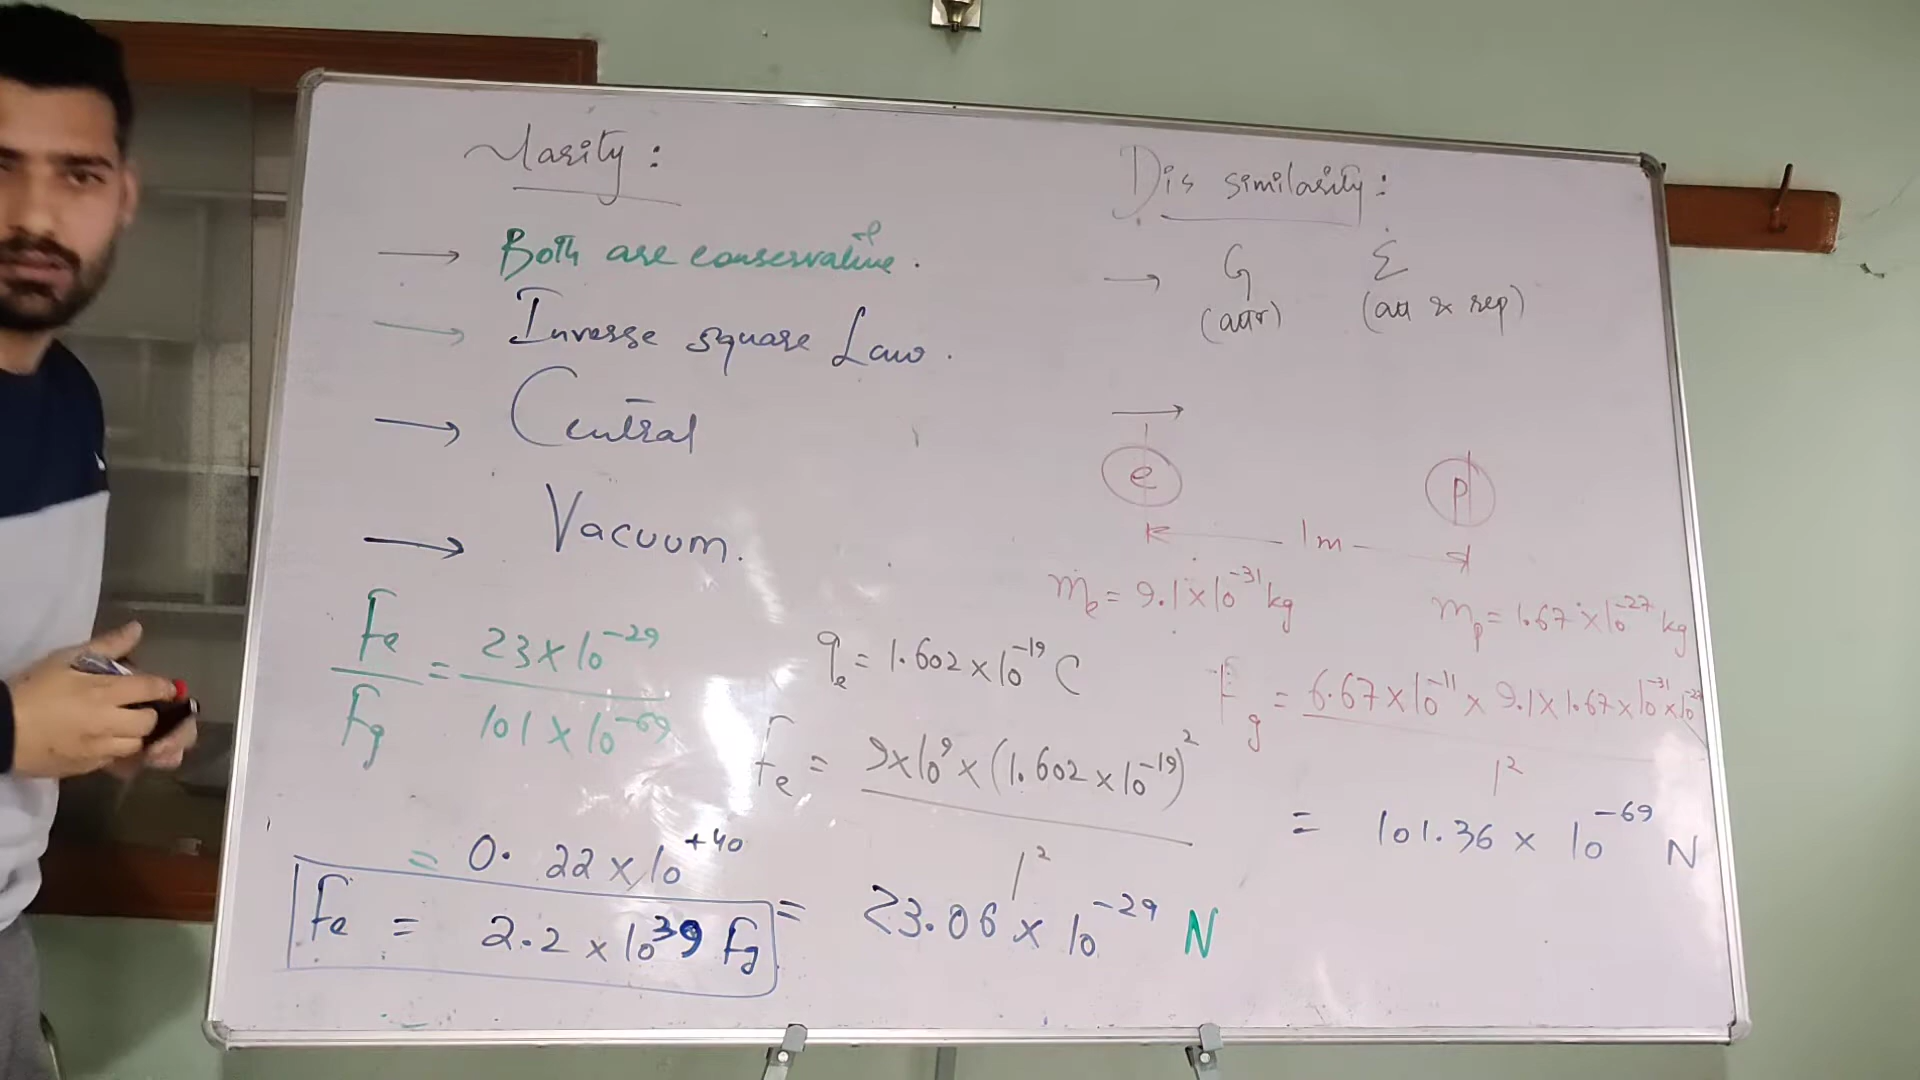 larity :
→ Both are conservative.
→ Inverse square Law.
→ Central
→ Vacuum.
Fe/Fg = 23 x 10^-29 / 101 x 10^-69
= 0.22 x 10^+40
Fe = 2.2 x 10^39 Fg
Dis similarity :
→ G E
(attr) (att & rep)
e p
1m
me = 9.1 x 10^-31 kg
mp = 1.67 x 10^-27 kg
qe = 1.602 x 10^-19 C
Fe = 9x10^9 x (1.602 x 10^-19)^2 / 1^2
= 23.06 x 10^-29 N
Fg = 6.67 x 10^-11 x 9.1 x 1.67 x 10^-31 x 10^-27 / 1^2
= 101.36 x 10^-69 N